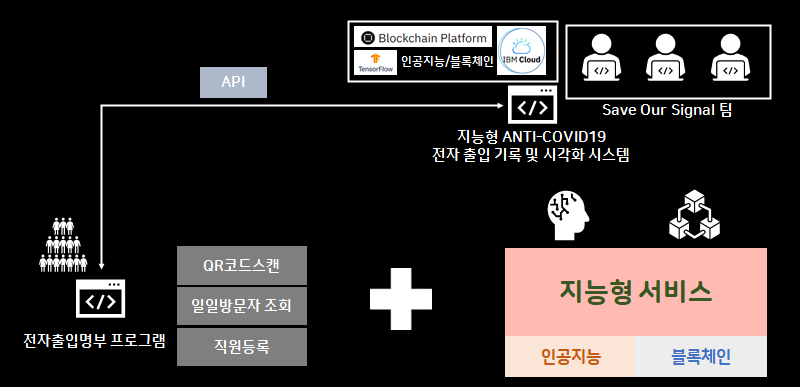 Blockchain Platform
TensorFlow
인공지능/블록체인
IBM Cloud
API
Save Our Signal 팀
지능형 ANTI-COVID19
전자 출입 기록 및 시각화 시스템
전자출입명부 프로그램
QR코드스캔
일일방문자 조회
직원등록
지능형 서비스
인공지능
블록체인